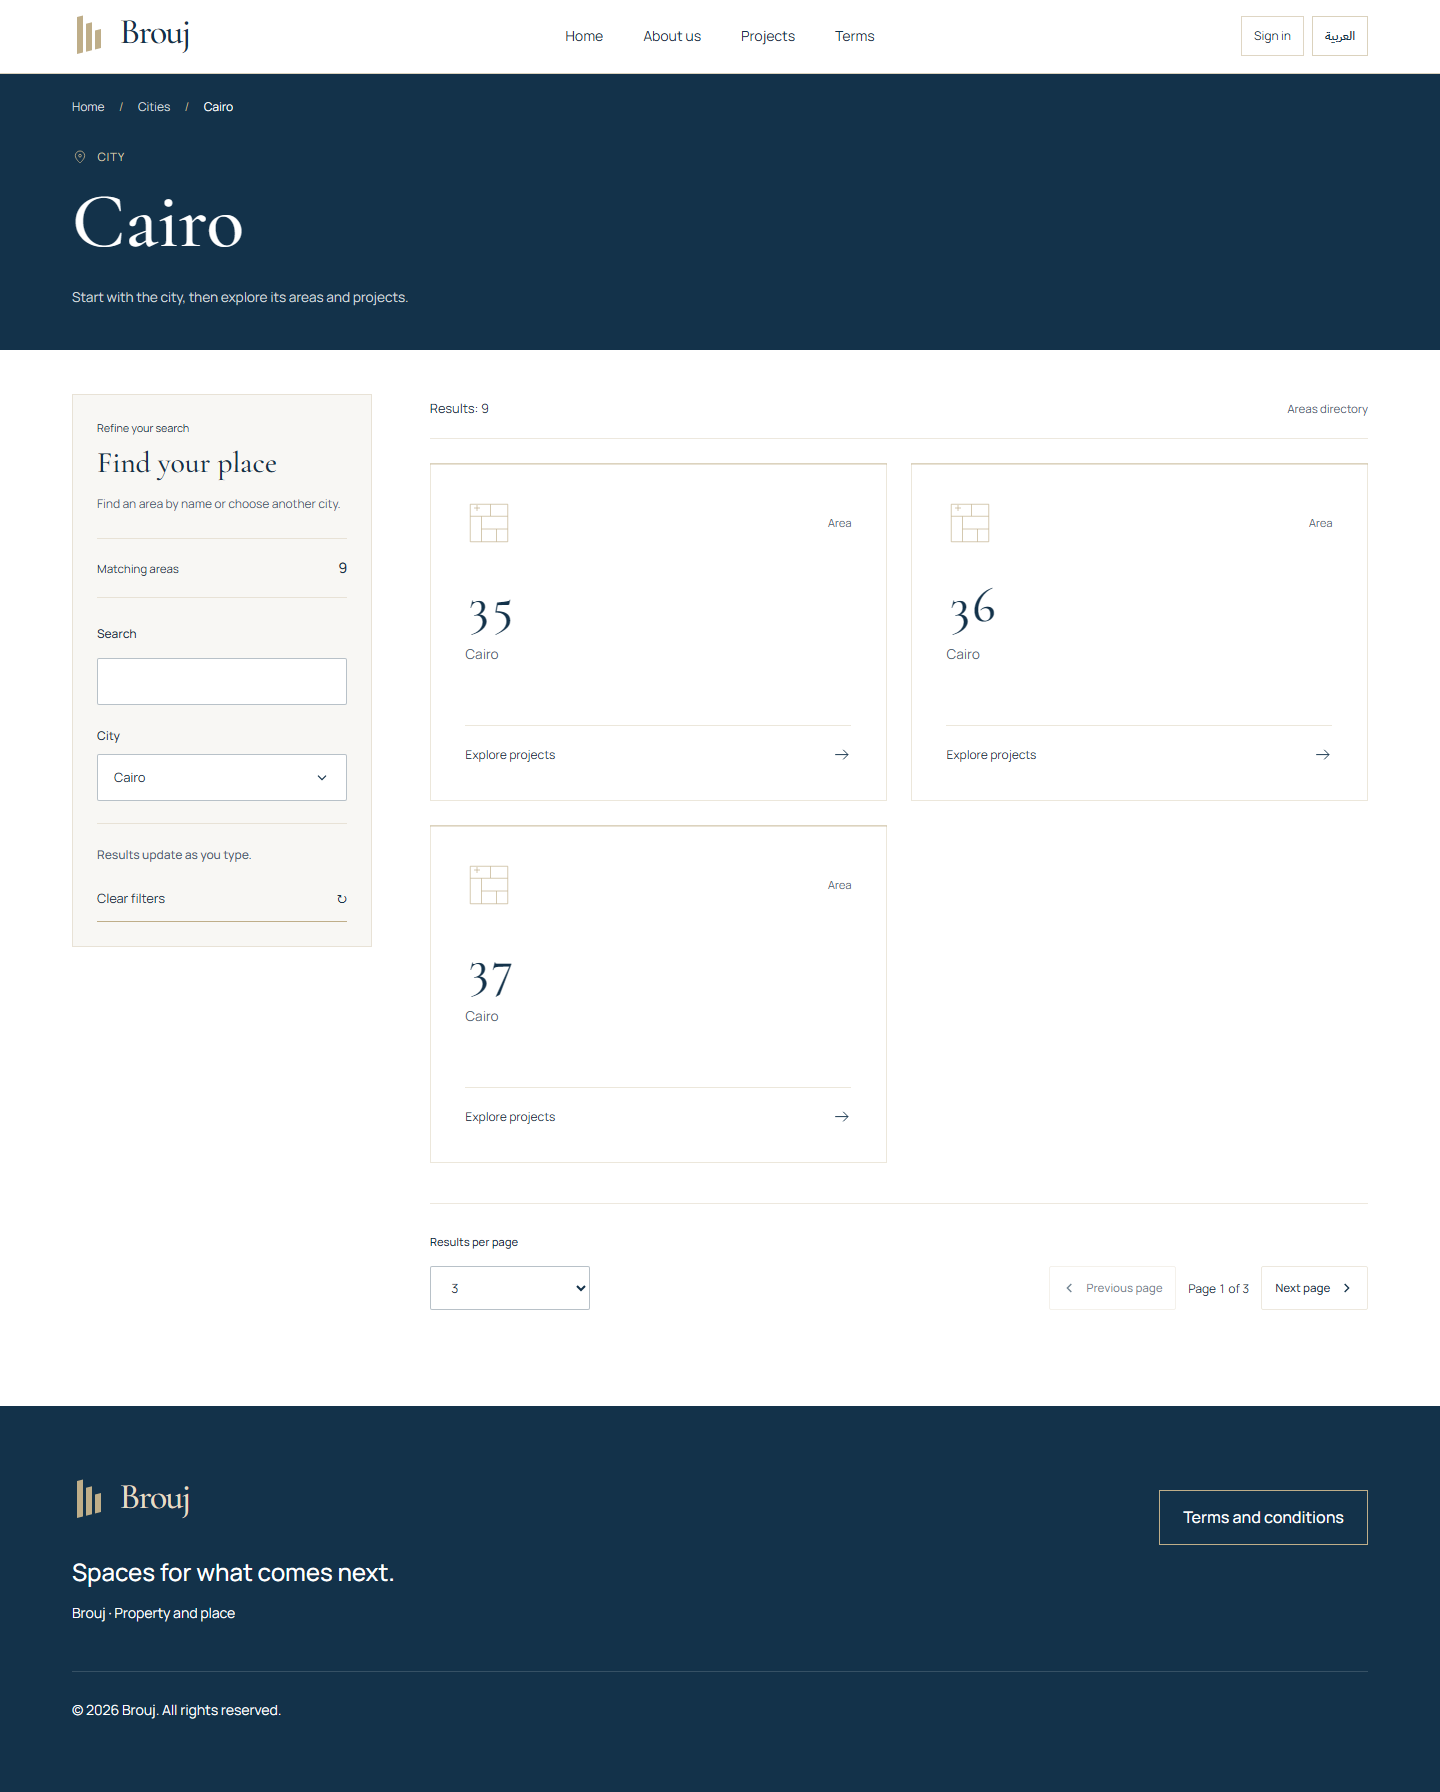 Brouj
Home About us Projects Terms
Sign in العربية
Home / Cities / Cairo
CITY
Cairo
Start with the city, then explore its areas and projects.
Refine your search
Find your place
Find an area by name or choose another city.
Matching areas 9
Search
City
Cairo
Results update as you type.
Clear filters ↻
Results: 9 Areas directory
Area
35
Cairo
Explore projects →
Area
36
Cairo
Explore projects →
Area
37
Cairo
Explore projects →
Results per page
3
Previous page Page 1 of 3 Next page
Brouj
Terms and conditions
Spaces for what comes next.
Brouj · Property and place
© 2026 Brouj. All rights reserved.